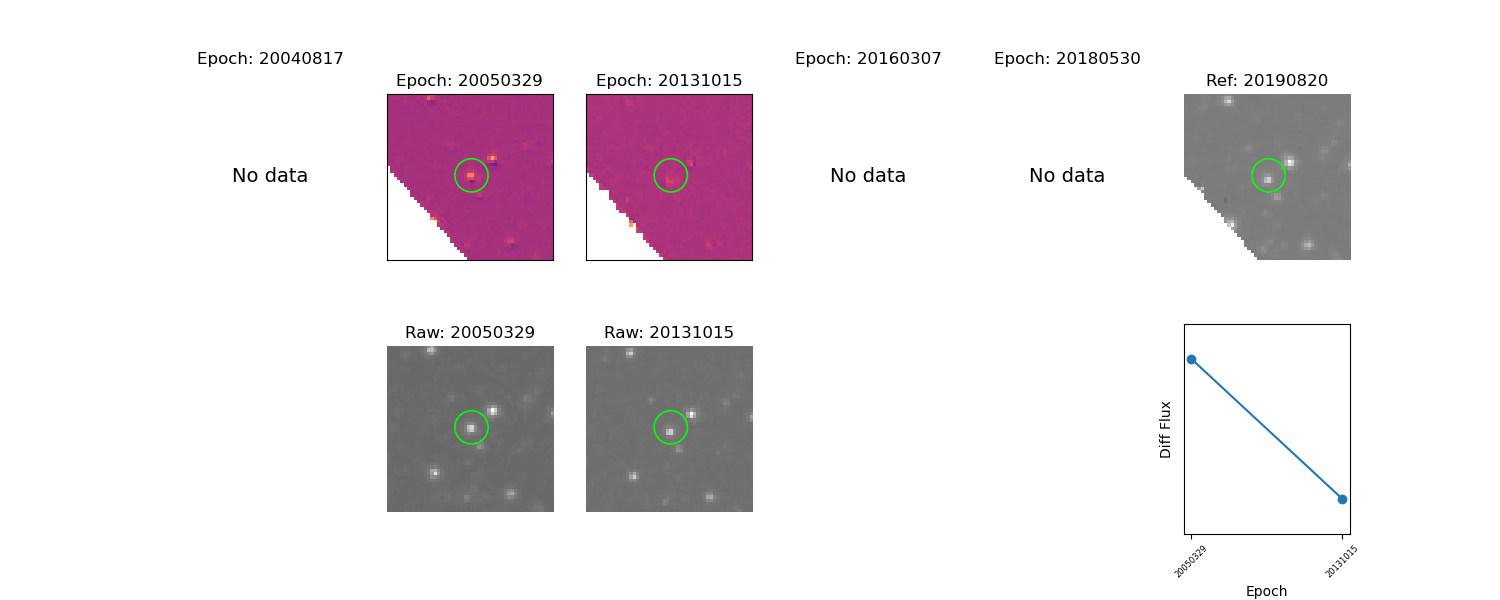 Epoch: 20040817
Epoch: 20050329
Epoch: 20131015
Epoch: 20160307
Epoch: 20180530
Ref: 20190820
No data
No data
No data
Raw: 20050329
Raw: 20131015
Diff Flux
20050329
20131015
Epoch